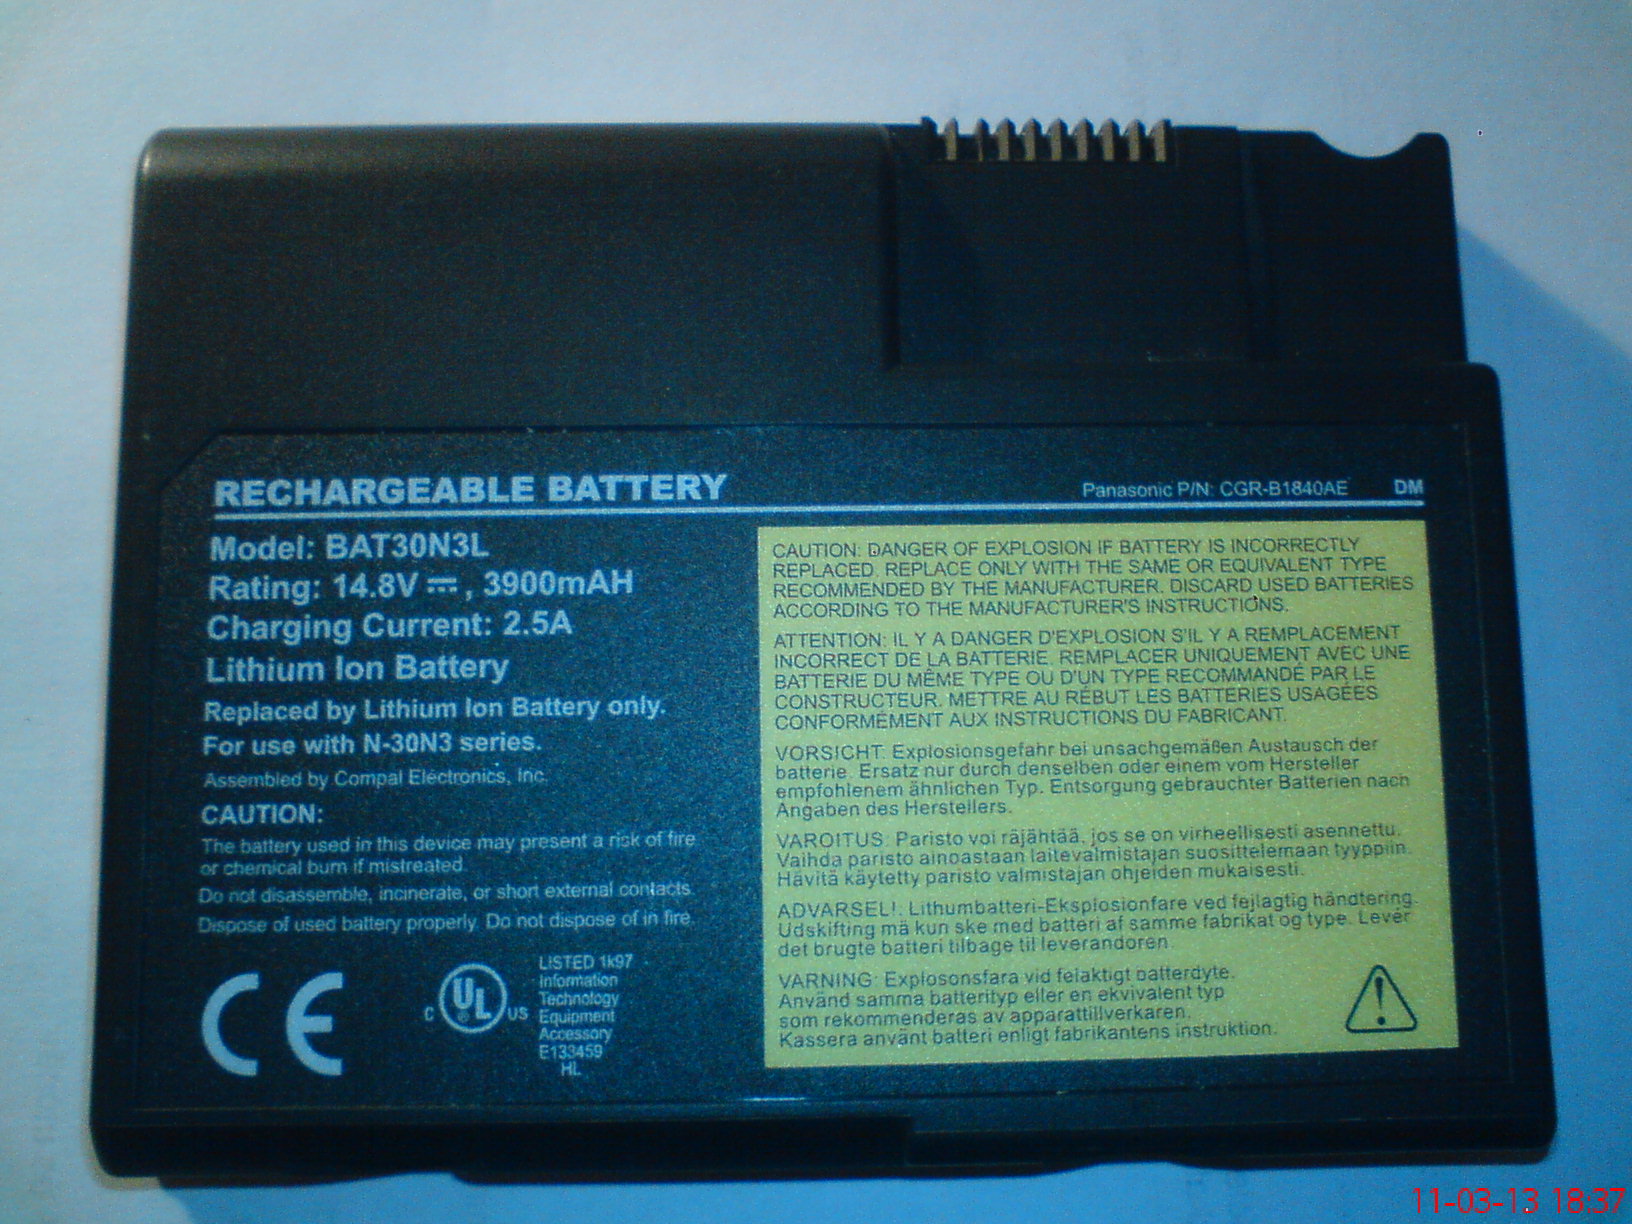 RECHARGEABLE BATTERY
Panasonic P/N: CGR-B1840AE DM
Model: BAT30N3L
Rating: 14.8V ⎓, 3900mAH
Charging Current: 2.5A
Lithium Ion Battery
Replaced by Lithium Ion Battery only.
For use with N-30N3 series.
Assembled by Compal Electronics, Inc.
CAUTION:
The battery used in this device may present a risk of fire
or chemical burn if mistreated.
Do not disassemble, incinerate, or short external contacts.
Dispose of used battery properly. Do not dispose of in fire.
CE
C UL US
®
LISTED 1k97
Information
Technology
Equipment
Accessory
E133459
HL
CAUTION: DANGER OF EXPLOSION IF BATTERY IS INCORRECTLY
REPLACED. REPLACE ONLY WITH THE SAME OR EQUIVALENT TYPE
RECOMMENDED BY THE MANUFACTURER. DISCARD USED BATTERIES
ACCORDING TO THE MANUFACTURER'S INSTRUCTIONS.
ATTENTION: IL Y A DANGER D'EXPLOSION S'IL Y A REMPLACEMENT
INCORRECT DE LA BATTERIE. REMPLACER UNIQUEMENT AVEC UNE
BATTERIE DU MÊME TYPE OU D'UN TYPE RECOMMANDÉ PAR LE
CONSTRUCTEUR. METTRE AU RÉBUT LES BATTERIES USAGÉES
CONFORMÉMENT AUX INSTRUCTIONS DU FABRICANT.
VORSICHT: Explosionsgefahr bei unsachgemäßen Austausch der
batterie. Ersatz nur durch denselben oder einem vom Hersteller
empfohlenem ähnlichen Typ. Entsorgung gebrauchter Batterien nach
Angaben des Herstellers.
VAROITUS: Paristo voi räjähtää, jos se on virheellisesti asennettu.
Vaihda paristo ainoastaan laitevalmistajan suosittelemaan tyyppiin.
Hävitä käytetty paristo valmistajan ohjeiden mukaisesti.
ADVARSEL!: Lithumbatteri-Eksplosionfare ved fejlagtig håndtering.
Udskifting må kun ske med batteri af samme fabrikat og type. Lever
det brugte batteri tilbage til leverandoren.
VARNING: Explosonsfara vid felaktigt batterdyte.
Använd samma batterityp eller en ekvivalent typ
som rekommenderas av apparattillverkaren.
Kassera använt batteri enligt fabrikantens instruktion.
11-03-13 18:37